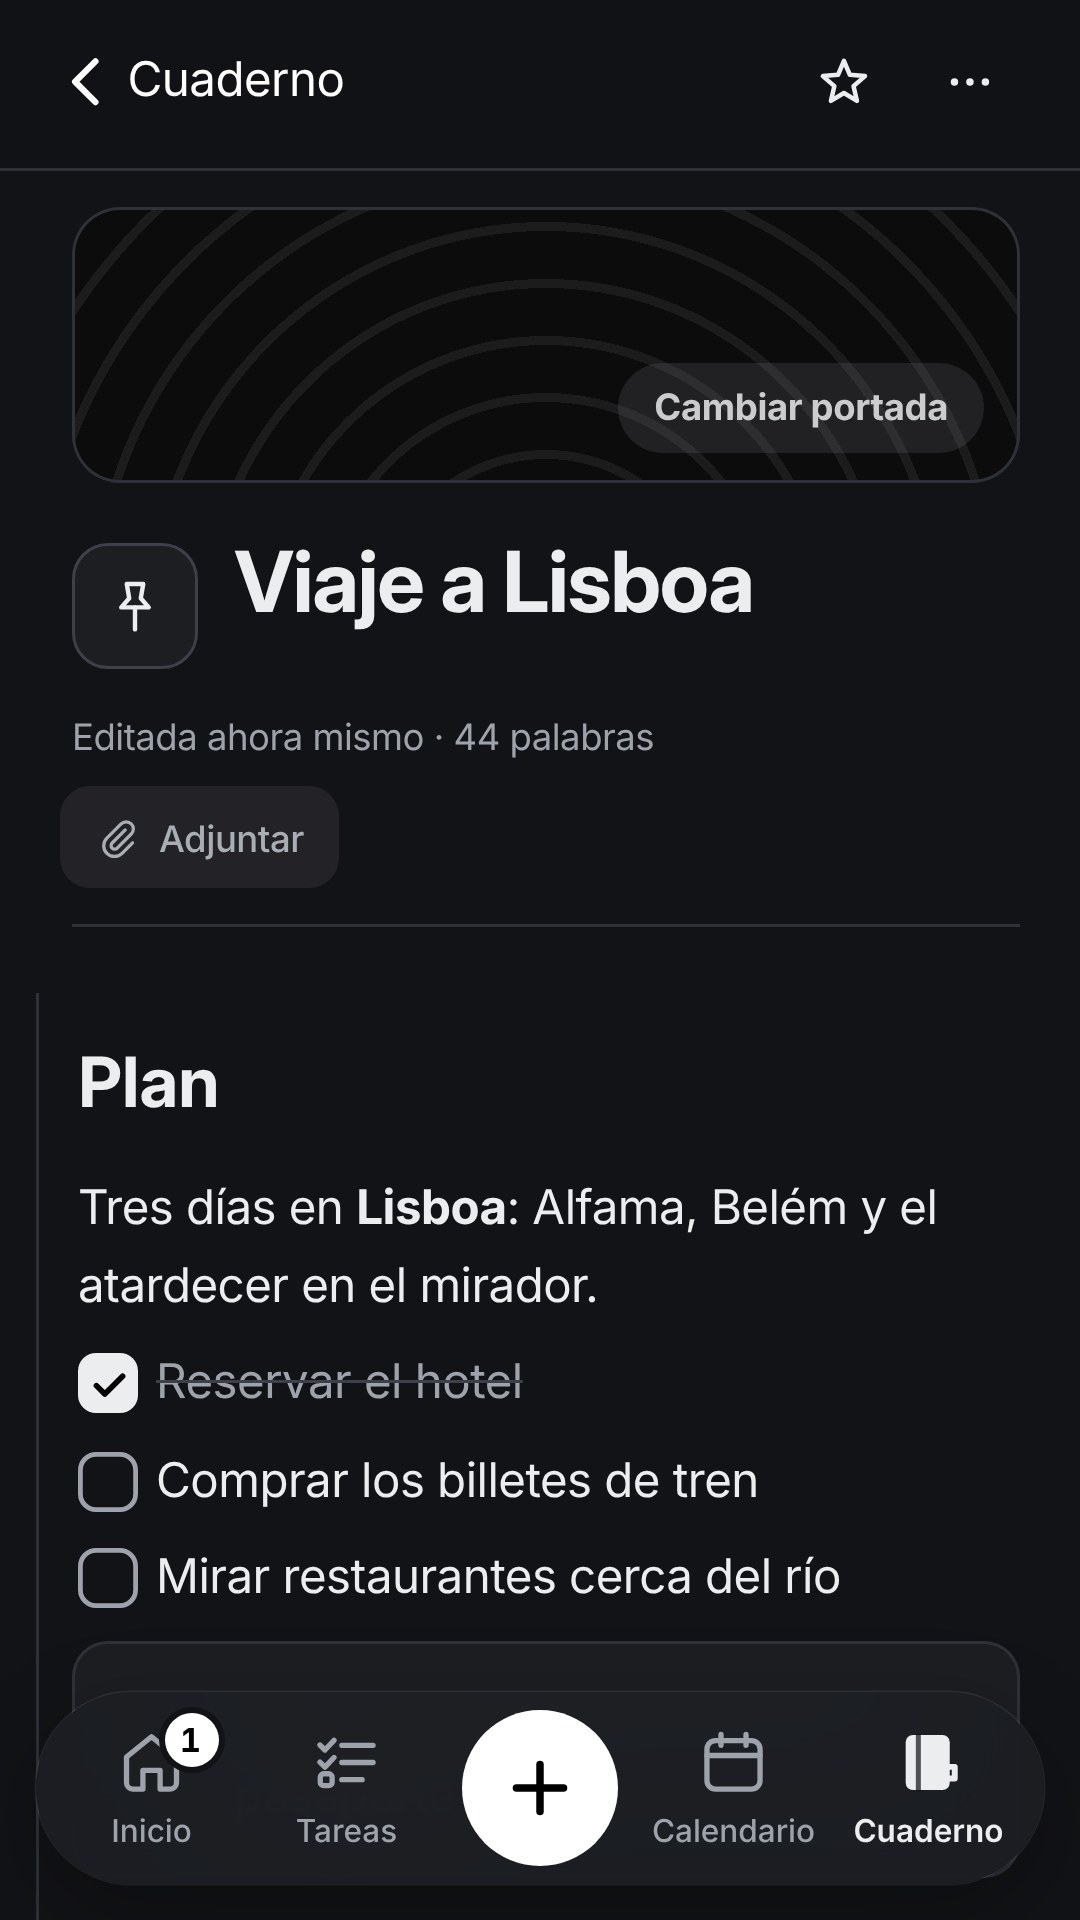 Cuaderno
Cambiar portada
Viaje a Lisboa
Editada ahora mismo · 44 palabras
Adjuntar
Plan
Tres días en Lisboa: Alfama, Belém y el
atardecer en el mirador.
Reservar el hotel
Comprar los billetes de tren
Mirar restaurantes cerca del río
1
Inicio
Tareas
Calendario
Cuaderno